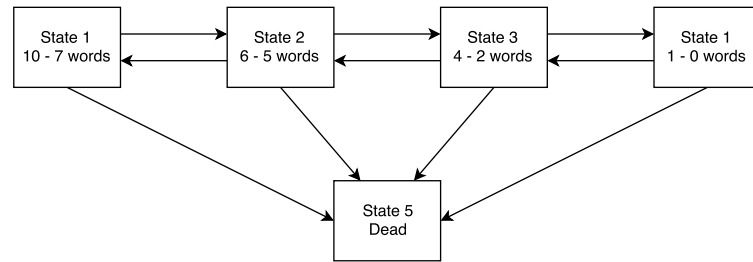 State 1
10 - 7 words
State 2
6 - 5 words
State 3
4 - 2 words
State 1
1 - 0 words
State 5
Dead